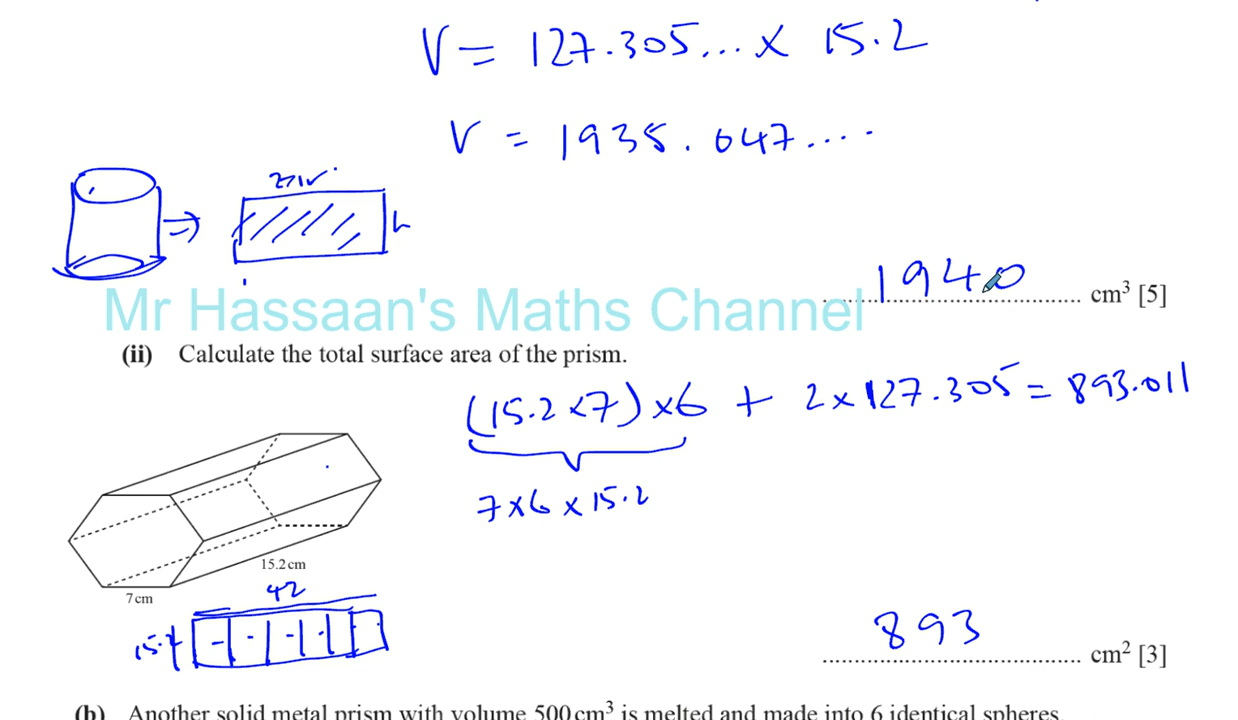 V = 127.305... × 15.2
V = 1935.047....
2πr
h
1940
.................................... cm³ [5]
Mr Hassaan's Maths Channel
(ii) Calculate the total surface area of the prism.
(15.2×7)×6 + 2×127.305 = 893.011
7×6×15.2
15.2 cm
7 cm
42
15.2
893
.................................... cm² [3]
(b) Another solid metal prism with volume 500 cm³ is melted and made into 6 identical spheres.